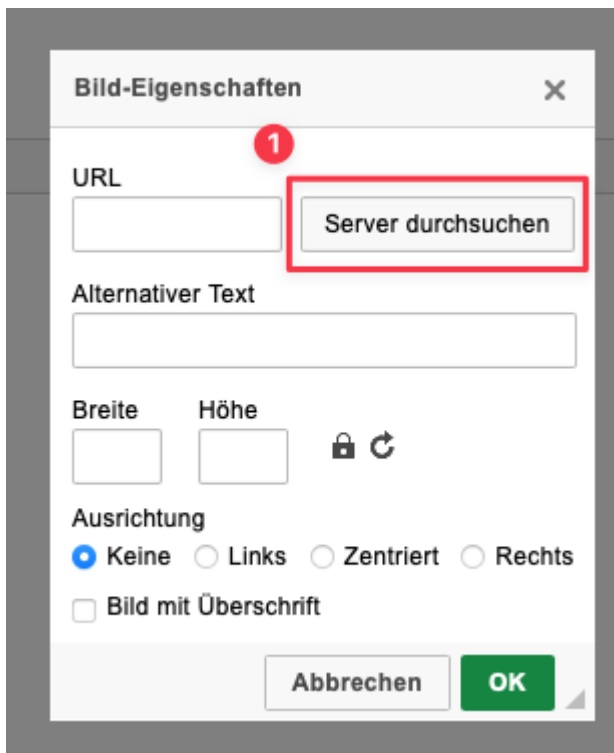 Bild-Eigenschaften
1
URL
Server durchsuchen
Alternativer Text
Breite Höhe
Ausrichtung
Keine Links Zentriert Rechts
Bild mit Überschrift
Abbrechen OK